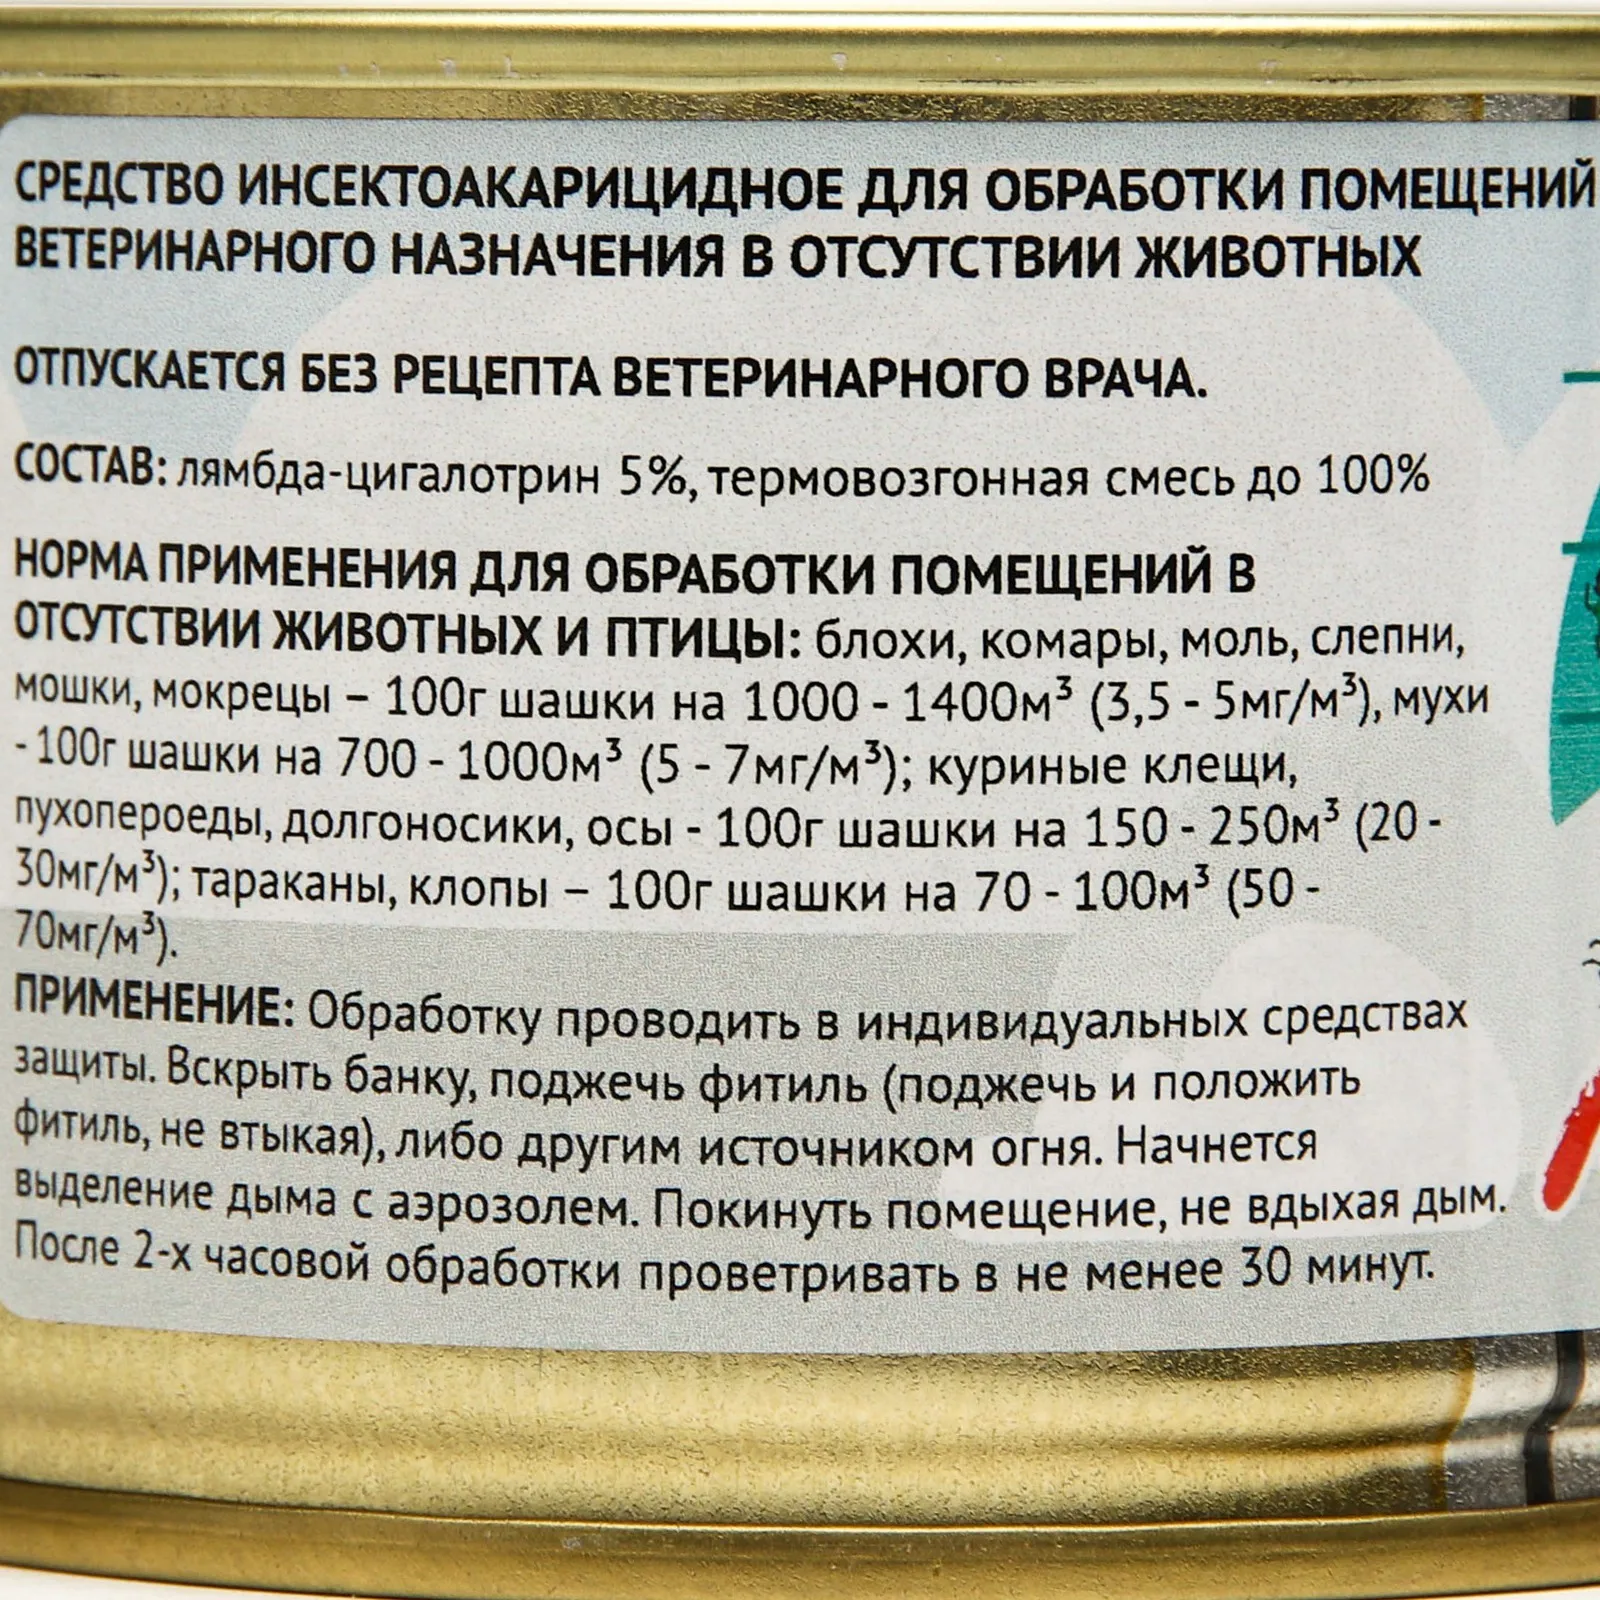 СРЕДСТВО ИНСЕКТОАКАРИЦИДНОЕ ДЛЯ ОБРАБОТКИ ПОМЕЩЕНИЙ
ВЕТЕРИНАРНОГО НАЗНАЧЕНИЯ В ОТСУТСТВИИ ЖИВОТНЫХ
ОТПУСКАЕТСЯ БЕЗ РЕЦЕПТА ВЕТЕРИНАРНОГО ВРАЧА.
СОСТАВ: лямбда-цигалотрин 5%, термовозгонная смесь до 100%
НОРМА ПРИМЕНЕНИЯ ДЛЯ ОБРАБОТКИ ПОМЕЩЕНИЙ В
ОТСУТСТВИИ ЖИВОТНЫХ И ПТИЦЫ: блохи, комары, моль, слепни,
мошки, мокрецы – 100г шашки на 1000 - 1400м³ (3,5 - 5мг/м³), мухи
- 100г шашки на 700 - 1000м³ (5 - 7мг/м³); куриные клещи,
пухопероеды, долгоносики, осы - 100г шашки на 150 - 250м³ (20 -
30мг/м³); тараканы, клопы – 100г шашки на 70 - 100м³ (50 -
70мг/м³).
ПРИМЕНЕНИЕ: Обработку проводить в индивидуальных средствах
защиты. Вскрыть банку, поджечь фитиль (поджечь и положить
фитиль, не втыкая), либо другим источником огня. Начнется
выделение дыма с аэрозолем. Покинуть помещение, не вдыхая дым.
После 2-х часовой обработки проветривать в не менее 30 минут.